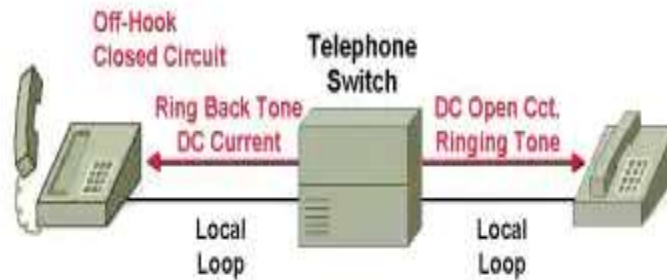 Off-Hook
Closed Circuit
Telephone
Switch
Ring Back Tone
DC Current
DC Open Cct.
Ringing Tone
Local
Loop
Local
Loop